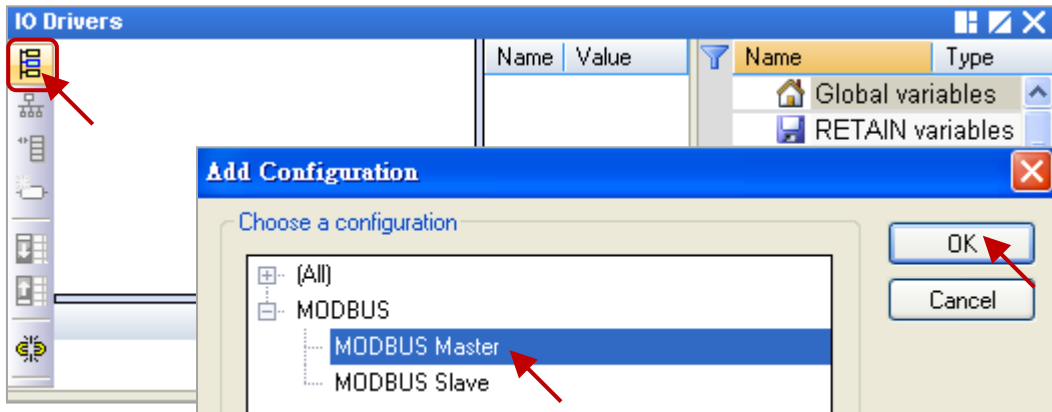 IO Drivers
Name Value Name Type
Global variables
RETAIN variables
Add Configuration
Choose a configuration
(All)
MODBUS
MODBUS Master
MODBUS Slave
OK
Cancel